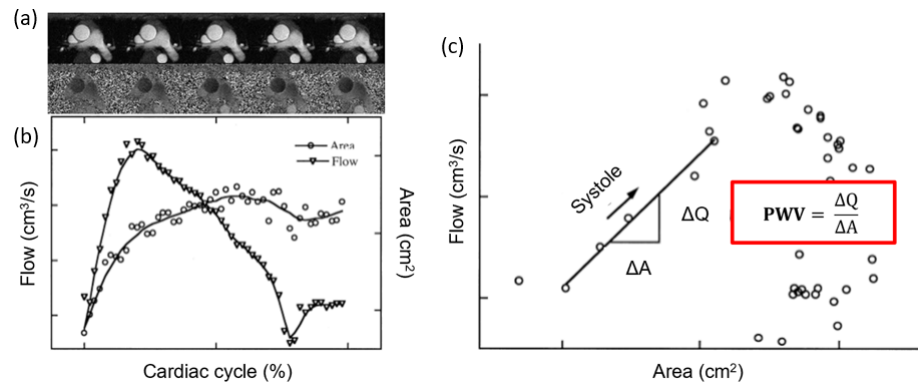 (a)
(b)
Area
Flow
Flow (cm³/s)
Area (cm²)
Cardiac cycle (%)
(c)
Flow (cm³/s)
Systole
ΔQ
ΔA
PWV = ΔQ/ΔA
Area (cm²)